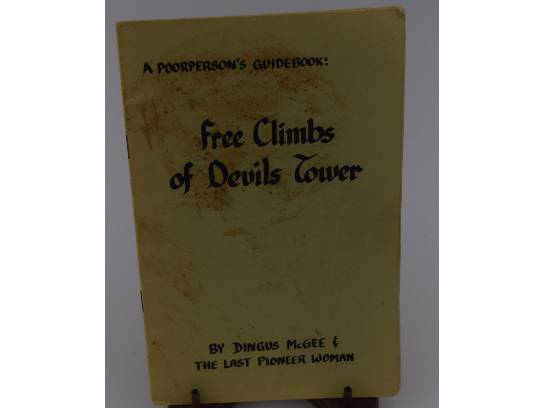 A POORPERSON'S GUIDEBOOK:
Free Climbs
of Devils Tower
BY DINGUS McGEE &
THE LAST PIONEER WOMAN